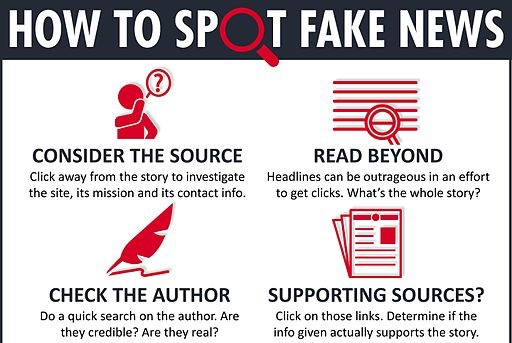 HOW TO SPOT FAKE NEWS
?
CONSIDER THE SOURCE
Click away from the story to investigate
the site, its mission and its contact info.
READ BEYOND
Headlines can be outrageous in an effort
to get clicks. What's the whole story?
CHECK THE AUTHOR
Do a quick search on the author. Are
they credible? Are they real?
SUPPORTING SOURCES?
Click on those links. Determine if the
info given actually supports the story.